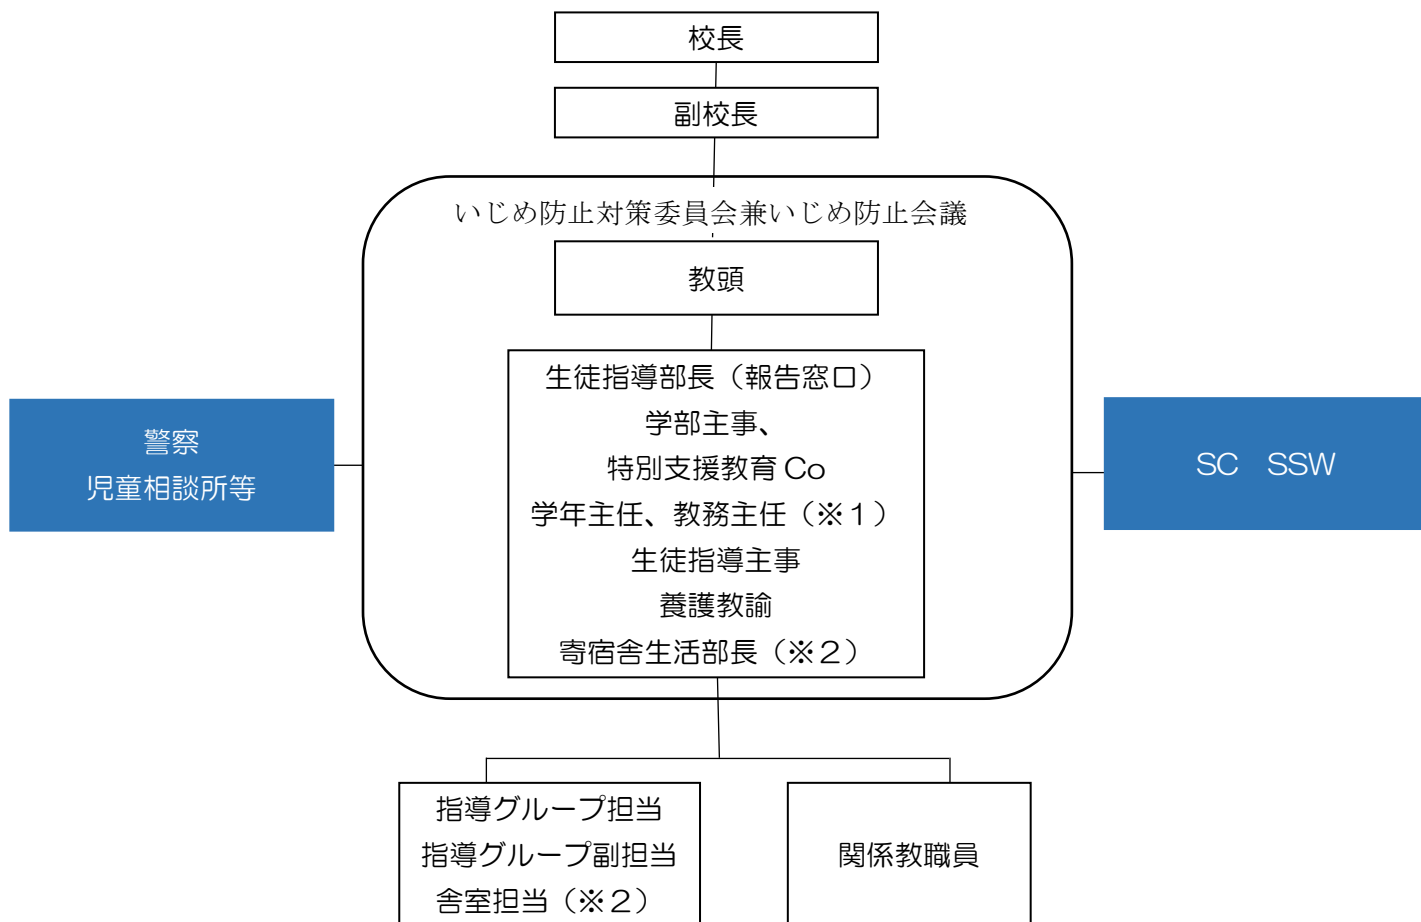 校長
副校長
いじめ防止対策委員会兼いじめ防止会議
教頭
生徒指導部長（報告窓口）
学部主事、
特別支援教育 Co
学年主任、教務主任（※１）
生徒指導主事
養護教諭
寄宿舎生活部長（※２）
警察
児童相談所等
SC　SSW
指導グループ担当
指導グループ副担当
舎室担当（※２）
関係教職員